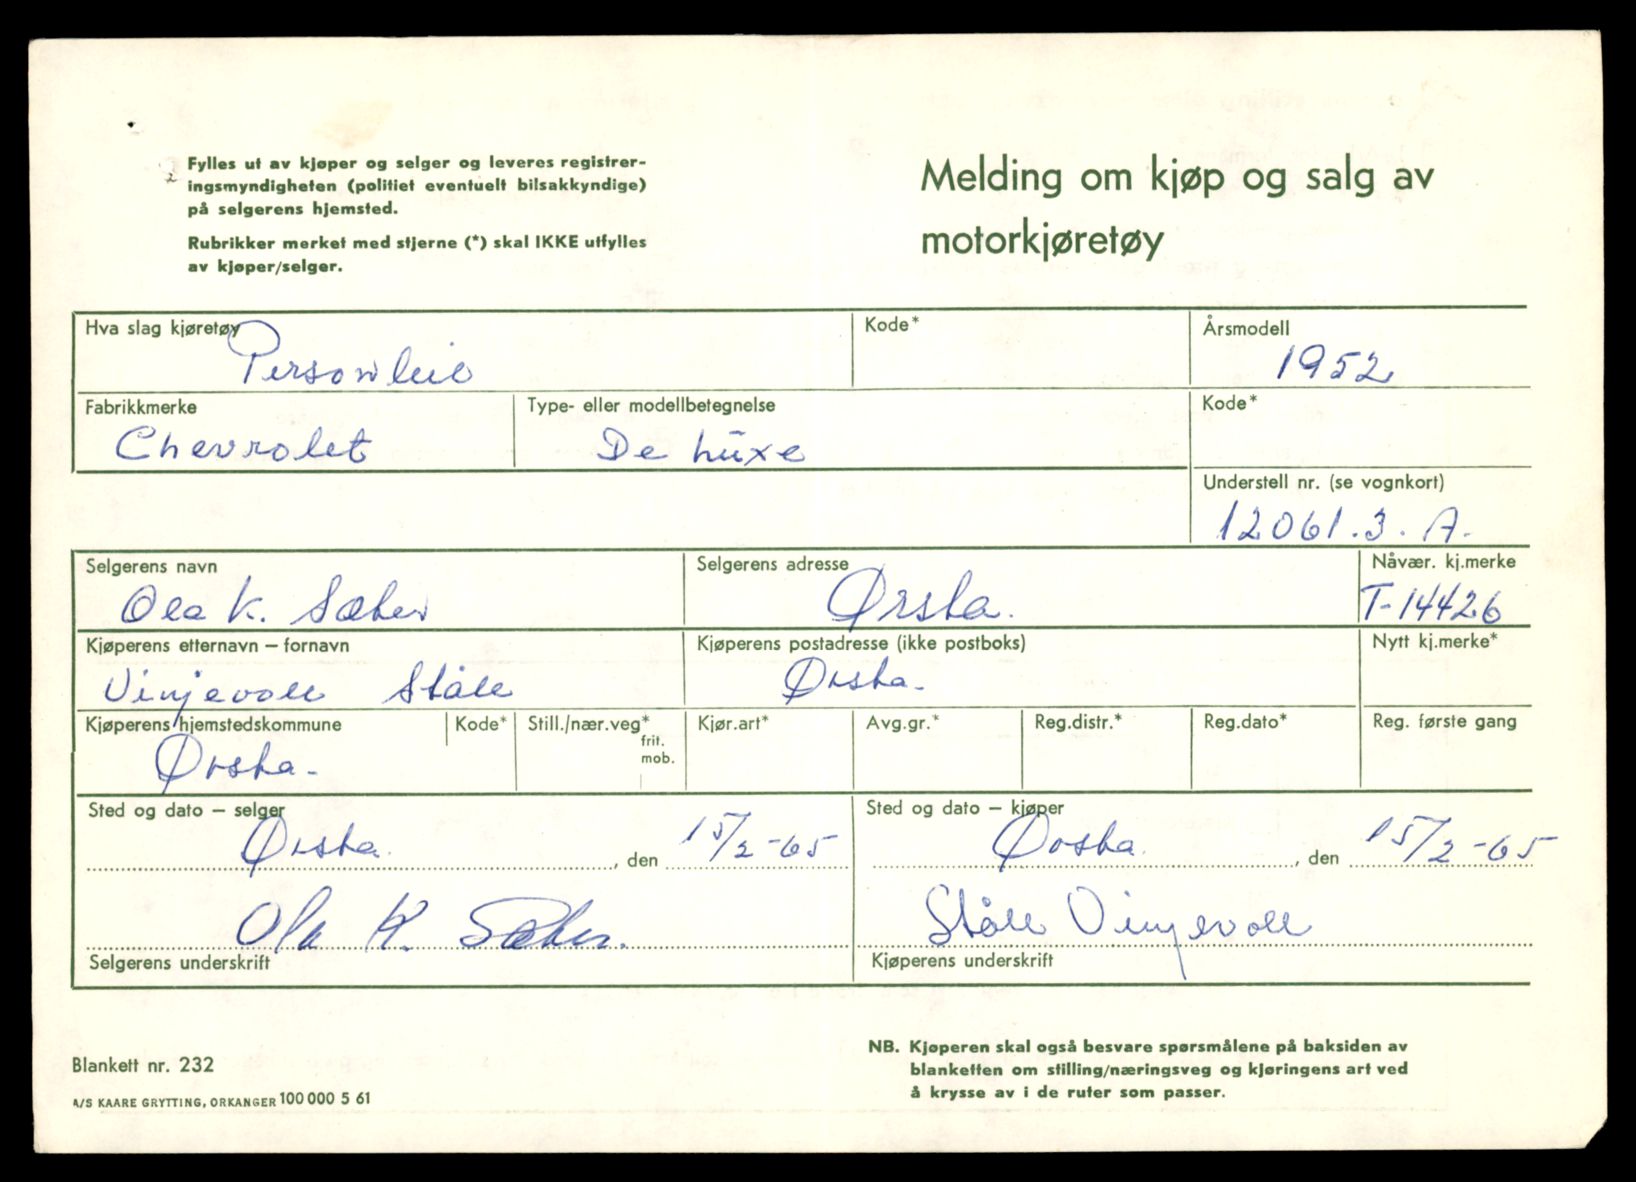 Fylles ut av kjøper og selger og leveres registrer-
ingsmyndigheten (politiet eventuelt bilsakkyndige)
på selgerens hjemsted.
Rubrikker merket med stjerne (*) skal IKKE utfylles
av kjøper/selger.
Melding om kjøp og salg av
motorkjøretøy
Hva slag kjøretøy
Personbil
Kode*
Årsmodell
1952
Fabrikkmerke
Chevrolet
Type- eller modellbetegnelse
De luxe
Kode*
Understell nr. (se vognkort)
12061.3.A.
Selgerens navn
Ola K. Sæter
Selgerens adresse
Ørsta.
Nåvær. kj.merke
T-14426
Kjøperens etternavn – fornavn
Vinjevoll Ståle
Kjøperens postadresse (ikke postboks)
Ørsta.
Nytt kj.merke*
Kjøperens hjemstedskommune
Ørsta.
Kode*
Still./nær.veg*
frit.
mob.
Kjør.art*
Avg.gr.*
Reg.distr.*
Reg.dato*
Reg. første gang
Sted og dato – selger
Ørsta. , den 15/2-65
Ola K. Sæter.
Selgerens underskrift
Sted og dato – kjøper
Ørsta. , den 15/2-65
Ståle Vinjevoll
Kjøperens underskrift
Blankett nr. 232
A/S KAARE GRYTTING, ORKANGER 100 000 5 61
NB. Kjøperen skal også besvare spørsmålene på baksiden av
blanketten om stilling/næringsveg og kjøringens art ved
å krysse av i de ruter som passer.